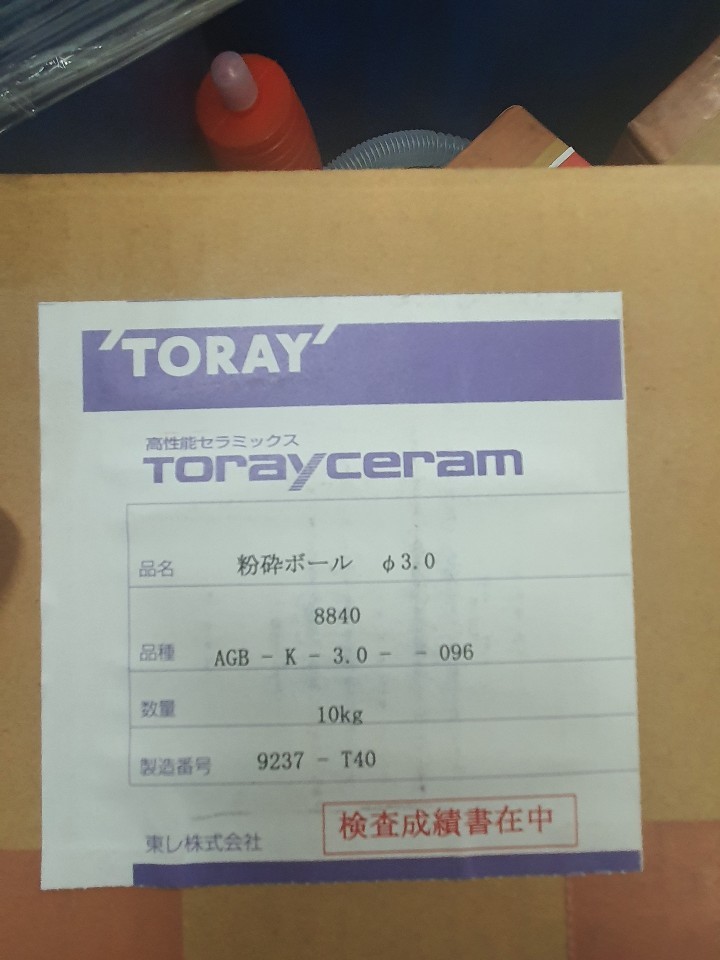 TORAY
高性能セラミックス
Torayceram
品名 粉砕ボール φ3.0
8840
品種 AGB - K - 3.0 - - 096
数量 10kg
製造番号 9237 - T40
東レ株式会社 検査成績書在中